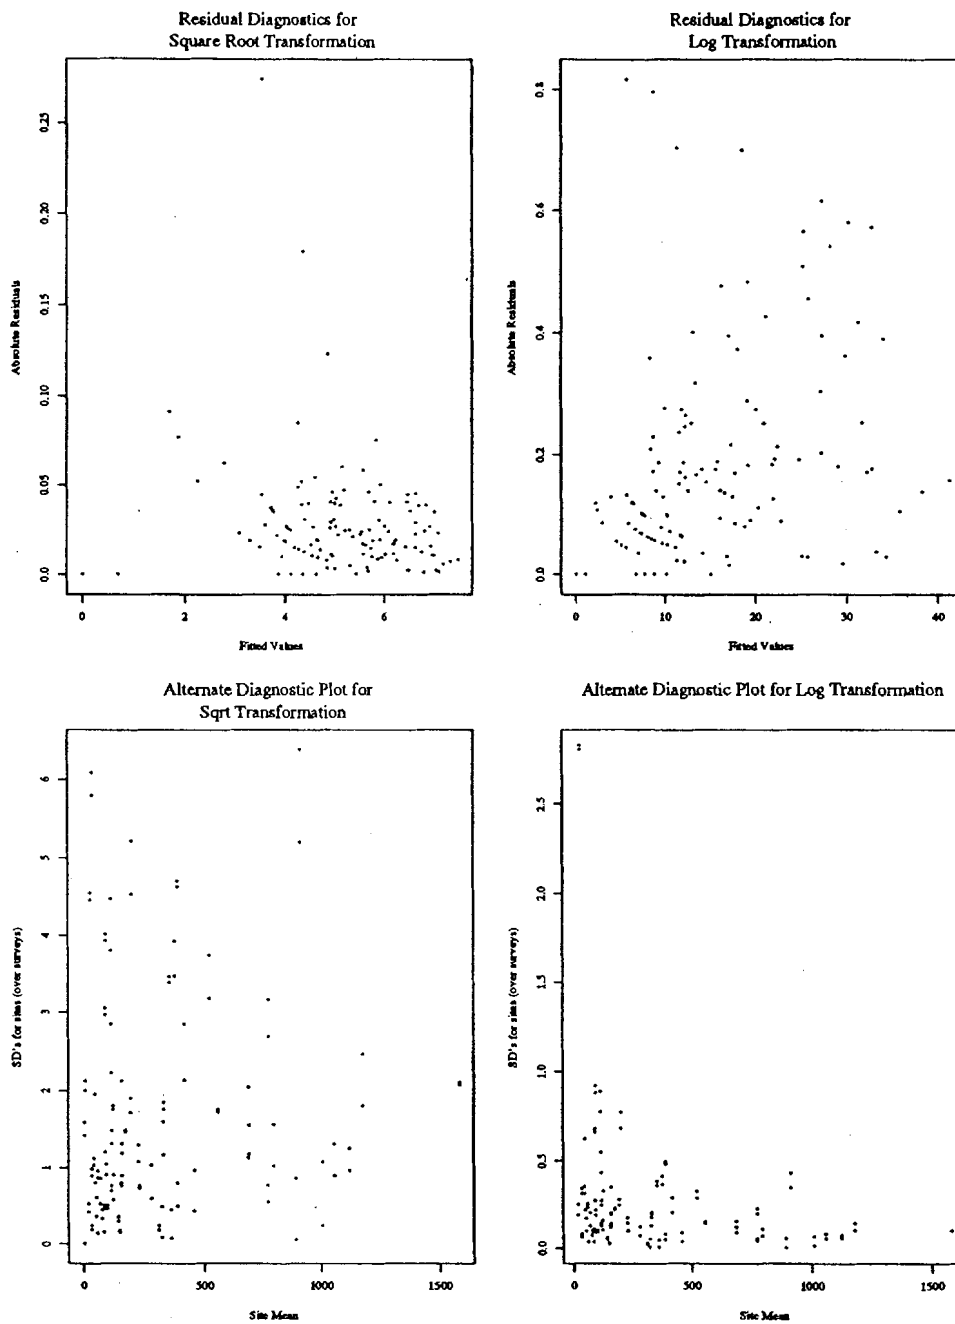 Residual Diagnostics for
Square Root Transformation
Absolute Residuals
0.25
0.20
0.15
0.10
0.05
0.0
0
2
4
6
Fitted Values
Residual Diagnostics for
Log Transformation
Absolute Residuals
0.8
0.6
0.4
0.2
0.0
0
10
20
30
40
Fitted Values
Alternate Diagnostic Plot for
Sqrt Transformation
SD's for sites (over surveys)
6
5
4
3
2
1
0
0
500
1000
1500
Site Mean
Alternate Diagnostic Plot for Log Transformation
SD's for sites (over surveys)
2.5
2.0
1.5
1.0
0.5
0.0
0
500
1000
1500
Site Mean